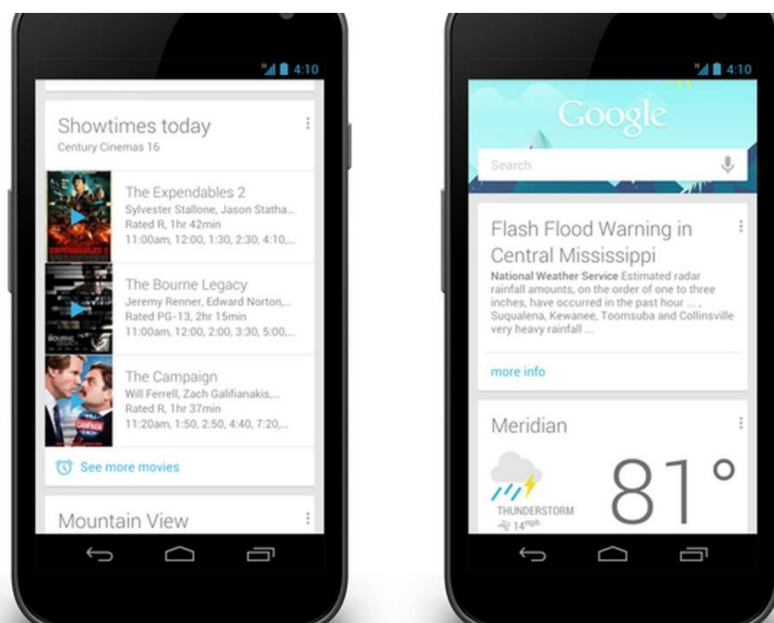 H 4:10
Showtimes today
Century Cinemas 16
The Expendables 2
Sylvester Stallone, Jason Statha...
Rated R, 1hr 42min
11:00am, 12:00, 1:30, 2:30, 4:10,...
The Bourne Legacy
Jeremy Renner, Edward Norton,...
Rated PG-13, 2hr 15min
11:00am, 12:00, 2:00, 3:30, 5:00,...
The Campaign
Will Ferrell, Zach Galifianakis,...
Rated R, 1hr 37min
11:20am, 1:50, 2:50, 4:40, 7:20,...
CAMPAIGN
See more movies
Mountain View
H 4:10
Google
Search
Flash Flood Warning in
Central Mississippi
National Weather Service Estimated radar
rainfall amounts, on the order of one to three
inches, have occurred in the past hour ... ,
Suqualena, Kewanee, Toomsuba and Collinsville
very heavy rainfall ...
more info
Meridian
81°
THUNDERSTORM
14mph